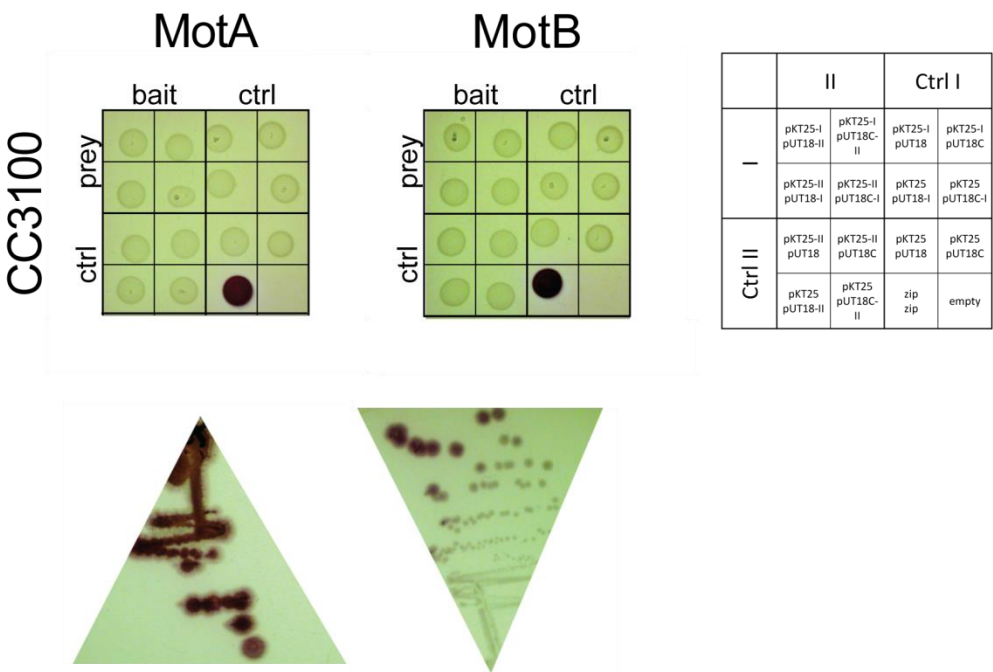 MotA
MotB
bait
ctrl
bait
ctrl
CC3100
prey
ctrl
prey
ctrl
II
Ctrl I
I
pKT25-I
pUT18-II
pKT25-I
pUT18C-
II
pKT25-I
pUT18
pKT25-I
pUT18C
pKT25-II
pUT18-I
pKT25-II
pUT18C-I
pKT25
pUT18-I
pKT25
pUT18C-I
Ctrl II
pKT25-II
pUT18
pKT25-II
pUT18C
pKT25
pUT18
pKT25
pUT18C
pKT25
pUT18-II
pKT25
pUT18C-
II
zip
zip
empty